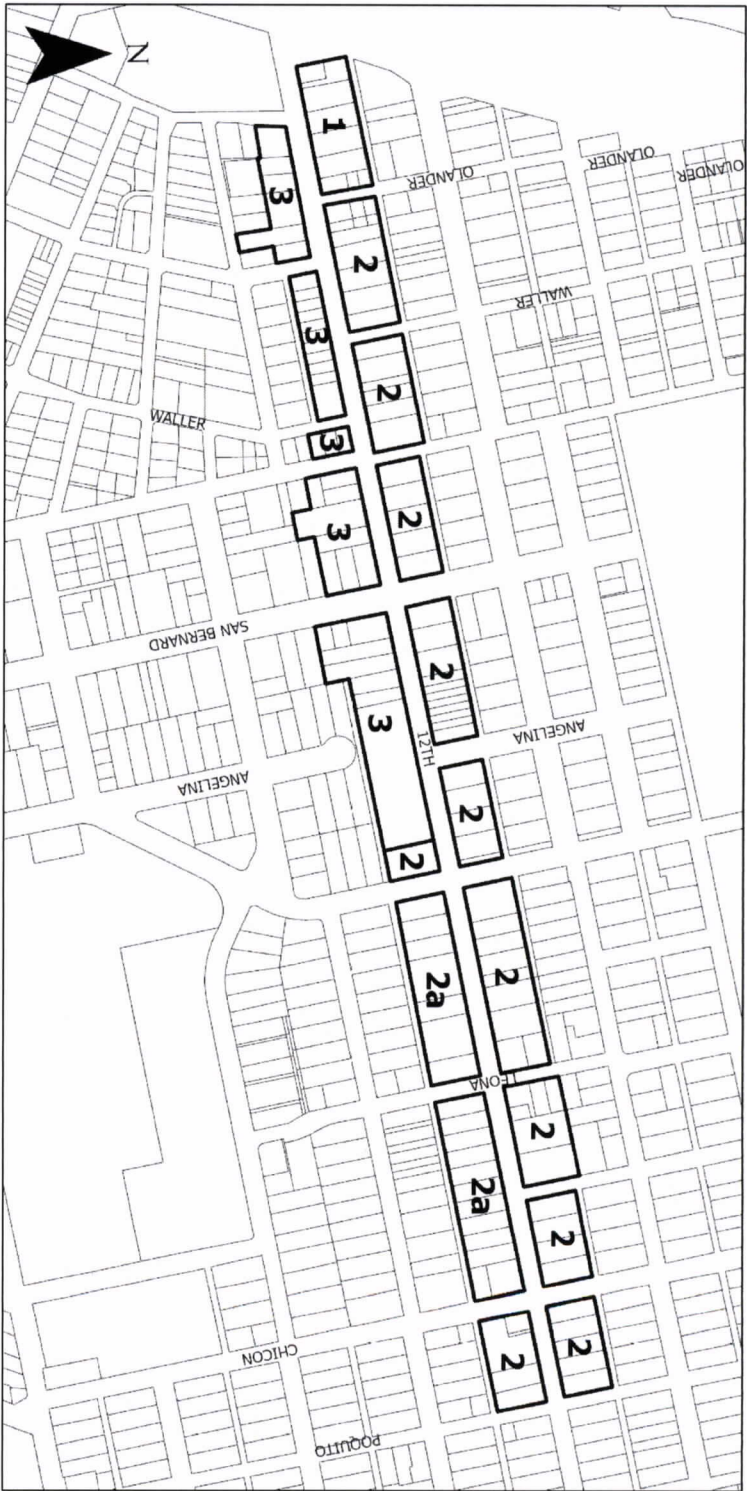 N
1
OLANDER
OLANDER
OLANDER
3
2
WALLER
3
2
WALLER
3
2
3
SAN BERNARD
2
3
12TH
ANGELINA
ANGELINA
2
2
2
2a
LEONA
2
2a
2
2
2
CHICON
POQUITO